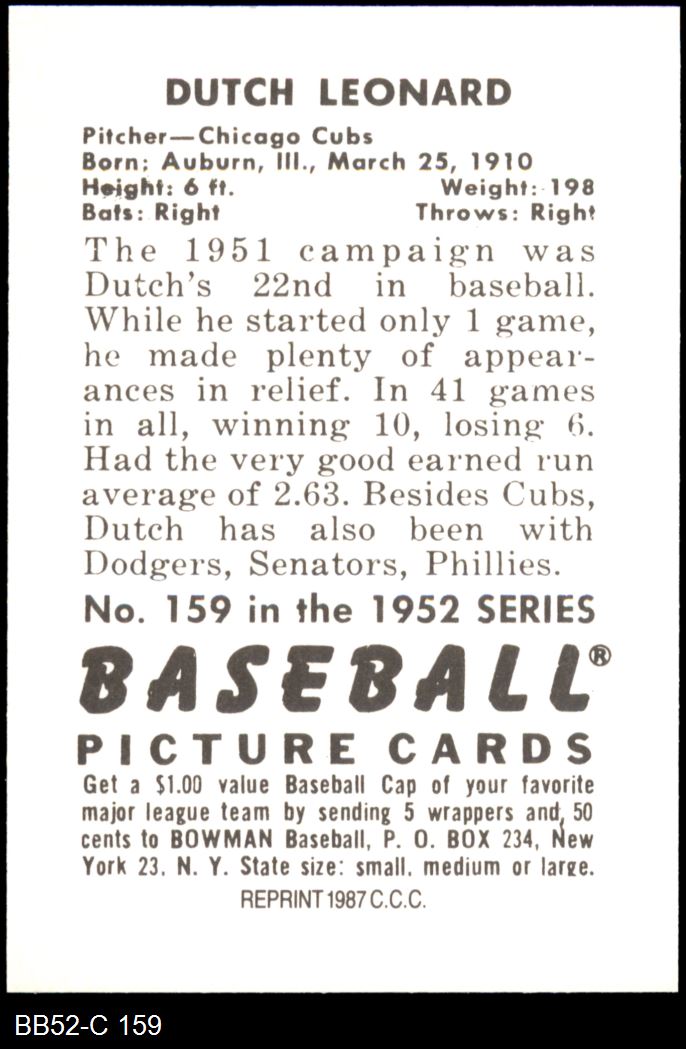 DUTCH LEONARD
Pitcher—Chicago Cubs
Born; Auburn, Ill., March 25, 1910
Height: 6 ft. Weight: 198
Bats: Right Throws: Right
The 1951 campaign was
Dutch's 22nd in baseball.
While he started only 1 game,
he made plenty of appear-
ances in relief. In 41 games
in all, winning 10, losing 6.
Had the very good earned run
average of 2.63. Besides Cubs,
Dutch has also been with
Dodgers, Senators, Phillies.
No. 159 in the 1952 SERIES
BASEBALL®
PICTURE CARDS
Get a $1.00 value Baseball Cap of your favorite
major league team by sending 5 wrappers and 50
cents to BOWMAN Baseball, P. O. BOX 234, New
York 23, N. Y. State size: small, medium or large.
REPRINT 1987 C.C.C.
BB52-C 159